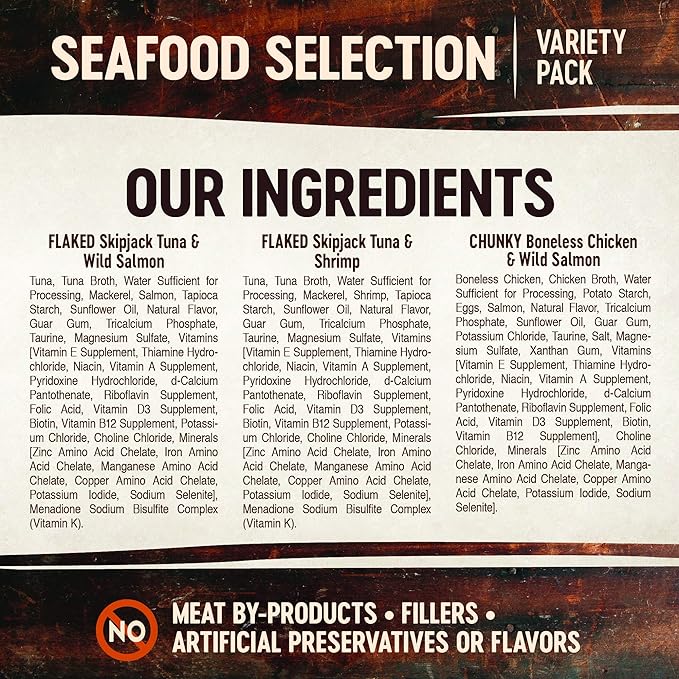 SEAFOOD SELECTION
VARIETY
PACK
OUR INGREDIENTS
FLAKED Skipjack Tuna &
Wild Salmon
Tuna, Tuna Broth, Water Sufficient for
Processing, Mackerel, Salmon, Tapioca
Starch, Sunflower Oil, Natural Flavor,
Guar Gum, Tricalcium Phosphate,
Taurine, Magnesium Sulfate, Vitamins
[Vitamin E Supplement, Thiamine Hydro-
chloride, Niacin, Vitamin A Supplement,
Pyridoxine Hydrochloride, d-Calcium
Pantothenate, Riboflavin Supplement,
Folic Acid, Vitamin D3 Supplement,
Biotin, Vitamin B12 Supplement, Potassi-
um Chloride, Choline Chloride, Minerals
[Zinc Amino Acid Chelate, Iron Amino
Acid Chelate, Manganese Amino Acid
Chelate, Copper Amino Acid Chelate,
Potassium Iodide, Sodium Selenite],
Menadione Sodium Bisulfite Complex
(Vitamin K).
FLAKED Skipjack Tuna &
Shrimp
Tuna, Tuna Broth, Water Sufficient for
Processing, Mackerel, Shrimp, Tapioca
Starch, Sunflower Oil, Natural Flavor,
Guar Gum, Tricalcium Phosphate,
Taurine, Magnesium Sulfate, Vitamins
[Vitamin E Supplement, Thiamine Hydro-
chloride, Niacin, Vitamin A Supplement,
Pyridoxine Hydrochloride, d-Calcium
Pantothenate, Riboflavin Supplement,
Folic Acid, Vitamin D3 Supplement,
Biotin, Vitamin B12 Supplement, Potassi-
um Chloride, Choline Chloride, Minerals
[Zinc Amino Acid Chelate, Iron Amino
Acid Chelate, Manganese Amino Acid
Chelate, Copper Amino Acid Chelate,
Potassium Iodide, Sodium Selenite],
Menadione Sodium Bisulfite Complex
(Vitamin K).
CHUNKY Boneless Chicken
& Wild Salmon
Boneless Chicken, Chicken Broth, Water
Sufficient for Processing, Potato Starch,
Eggs, Salmon, Natural Flavor, Tricalcium
Phosphate, Sunflower Oil, Guar Gum,
Potassium Chloride, Taurine, Salt, Magne-
sium Sulfate, Xanthan Gum, Vitamins
[Vitamin E Supplement, Thiamine Hydro-
chloride, Niacin, Vitamin A Supplement,
Pyridoxine Hydrochloride, d-Calcium
Pantothenate, Riboflavin Supplement, Folic
Acid, Vitamin D3 Supplement, Biotin,
Vitamin B12 Supplement], Choline
Chloride, Minerals [Zinc Amino Acid
Chelate, Iron Amino Acid Chelate, Manga-
nese Amino Acid Chelate, Copper Amino
Acid Chelate, Potassium Iodide, Sodium
Selenite].
NO
MEAT BY-PRODUCTS • FILLERS •
ARTIFICIAL PRESERVATIVES OR FLAVORS